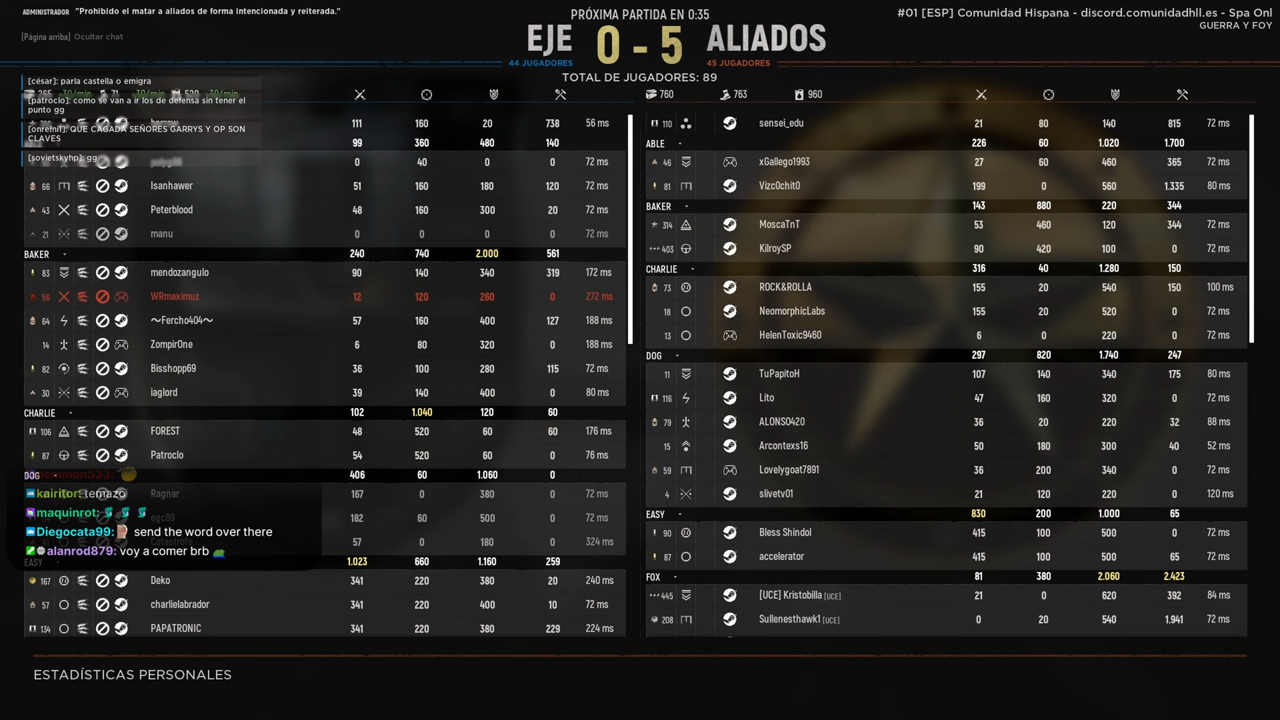 ADMINISTRADOR "Prohibido el matar a aliados de forma intencionada y reiterada."
[Página arriba] Ocultar chat
PRÓXIMA PARTIDA EN 0:35
EJE 0 - 5 ALIADOS
44 JUGADORES 45 JUGADORES
TOTAL DE JUGADORES: 89
#01 [ESP] Comunidad Hispana - discord.comunidadhll.es - Spa Onl
GUERRA Y FOY
[césar]: parla castella o emigra
[patroclo]: como se van a ir los de defensa sin tener el
punto gg
[onrefni]: QUE CAGADA SEÑORES GARRYS Y OP SON
CLAVES
[sovietskyhp]: gg
111 20 738 56 ms
99 360 480 140
0 40 0 0 72 ms
66 Isanhawer 51 160 180 120 72 ms
43 Peterblood 48 160 300 20 72 ms
21 manu 0 0 0 0 72 ms
BAKER 240 740 2.000 561
83 mendozangulo 90 140 340 319 172 ms
56 WRmaximuz 12 120 260 0 272 ms
64 ~Fercho404~ 57 160 400 127 188 ms
14 ZompirOne 6 80 320 0 188 ms
82 Bisshopp69 36 100 280 115 72 ms
30 iaglord 39 140 400 0 80 ms
CHARLIE 102 1.040 120 60
106 FOREST 48 520 60 60 176 ms
87 Patroclo 54 520 60 0 76 ms
DOG 406 60 1.060 0
Ragnar 167 0 380 0 72 ms
egc89 182 60 500 0 72 ms
57 0 180 0 324 ms
EASY 1.023 660 1.160 259
167 Deko 341 220 380 20 240 ms
57 charlielabrador 341 220 400 10 72 ms
134 PAPATRONIC 341 220 380 229 224 ms
kairitor: temazo
maquinrot:
Diegocata99: send the word over there
alanrod879: voy a comer brb
760 763 960
110 sensei_edu 21 80 140 815 72 ms
ABLE 226 60 1.020 1.700
46 xGallego1993 27 60 460 365 72 ms
81 Vizc0chit0 199 0 560 1.335 80 ms
BAKER 143 880 220 344
314 MoscaTnT 53 460 120 344 72 ms
403 KilroySP 90 420 100 0 72 ms
CHARLIE 316 40 1.280 150
73 ROCK&ROLLA 155 20 540 150 100 ms
18 NeomorphicLabs 155 20 520 0 72 ms
13 HelenToxic9460 6 0 220 0 72 ms
DOG 297 820 1.740 247
11 TuPapitoH 107 140 340 175 80 ms
116 Lito 47 160 320 0 72 ms
79 ALONSO420 36 20 220 32 88 ms
15 Arcontexs16 50 180 300 40 52 ms
59 Lovelygoat7891 36 200 340 0 72 ms
4 slivetv01 21 120 220 0 120 ms
EASY 830 200 1.000 65
90 Bless Shindol 415 100 500 0 72 ms
87 accelerator 415 100 500 65 72 ms
FOX 81 380 2.060 2.423
445 [UCE] Kristobilla [UCE] 21 0 620 392 84 ms
208 Sullenesthawk1 [UCE] 0 20 540 1.941 72 ms
ESTADÍSTICAS PERSONALES